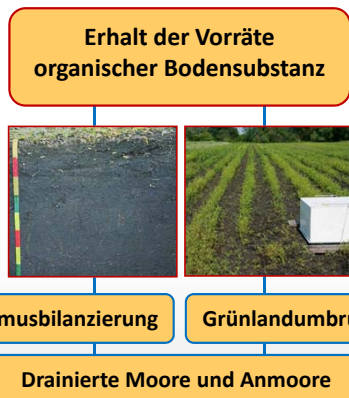 Erhalt der Vorräte
organischer Bodensubstanz
musbilanzierung
Grünlandumbru
Drainierte Moore und Anmoore